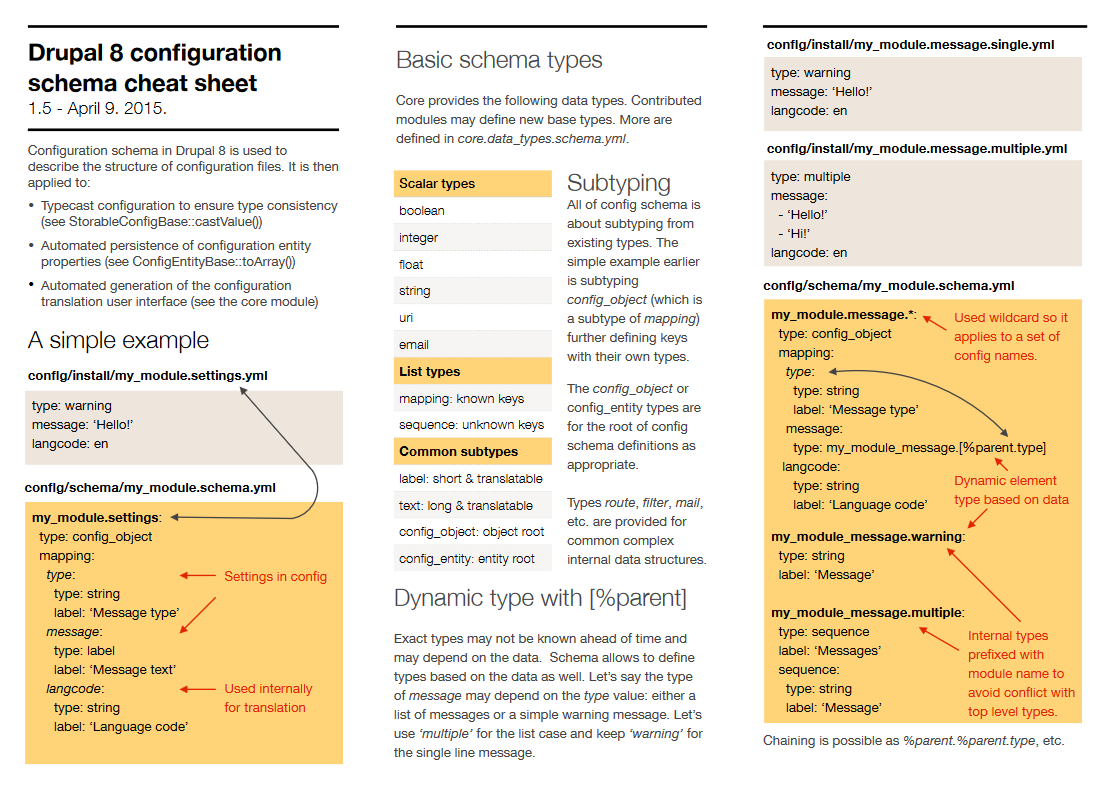 Drupal 8 configuration
schema cheat sheet
1.5 - April 9. 2015.
Configuration schema in Drupal 8 is used to
describe the structure of configuration files. It is then
applied to:
• Typecast configuration to ensure type consistency
(see StorableConfigBase::castValue())
• Automated persistence of configuration entity
properties (see ConfigEntityBase::toArray())
• Automated generation of the configuration
translation user interface (see the core module)
A simple example
config/install/my_module.settings.yml
type: warning
message: ‘Hello!’
langcode: en
config/schema/my_module.schema.yml
my_module.settings:
type: config_object
mapping:
type:
Settings in config
type: string
label: ‘Message type’
message:
type: label
label: ‘Message text’
langcode:
Used internally
for translation
type: string
label: ‘Language code’
Basic schema types
Core provides the following data types. Contributed
modules may define new base types. More are
defined in core.data_types.schema.yml.
Scalar types
boolean
integer
float
string
uri
email
List types
mapping: known keys
sequence: unknown keys
Common subtypes
label: short & translatable
text: long & translatable
config_object: object root
config_entity: entity root
Subtyping
All of config schema is
about subtyping from
existing types. The
simple example earlier
is subtyping
config_object (which is
a subtype of mapping)
further defining keys
with their own types.
The config_object or
config_entity types are
for the root of config
schema definitions as
appropriate.
Types route, filter, mail,
etc. are provided for
common complex
internal data structures.
Dynamic type with [%parent]
Exact types may not be known ahead of time and
may depend on the data.  Schema allows to define
types based on the data as well. Let’s say the type
of message may depend on the type value: either a
list of messages or a simple warning message. Let’s
use ‘multiple’ for the list case and keep ‘warning’ for
the single line message.
config/install/my_module.message.single.yml
type: warning
message: ‘Hello!’
langcode: en
config/install/my_module.message.multiple.yml
type: multiple
message:
- ‘Hello!’
- ‘Hi!’
langcode: en
config/schema/my_module.schema.yml
my_module.message.*:
Used wildcard so it
applies to a set of
config names.
type: config_object
mapping:
type:
type: string
label: ‘Message type’
message:
type: my_module_message.[%parent.type]
Dynamic element
type based on data
langcode:
type: string
label: ‘Language code’
my_module_message.warning:
type: string
label: ‘Message’
my_module_message.multiple:
Internal types
prefixed with
module name to
avoid conflict with
top level types.
type: sequence
label: ‘Messages’
sequence:
type: string
label: ‘Message’
Chaining is possible as %parent.%parent.type, etc.